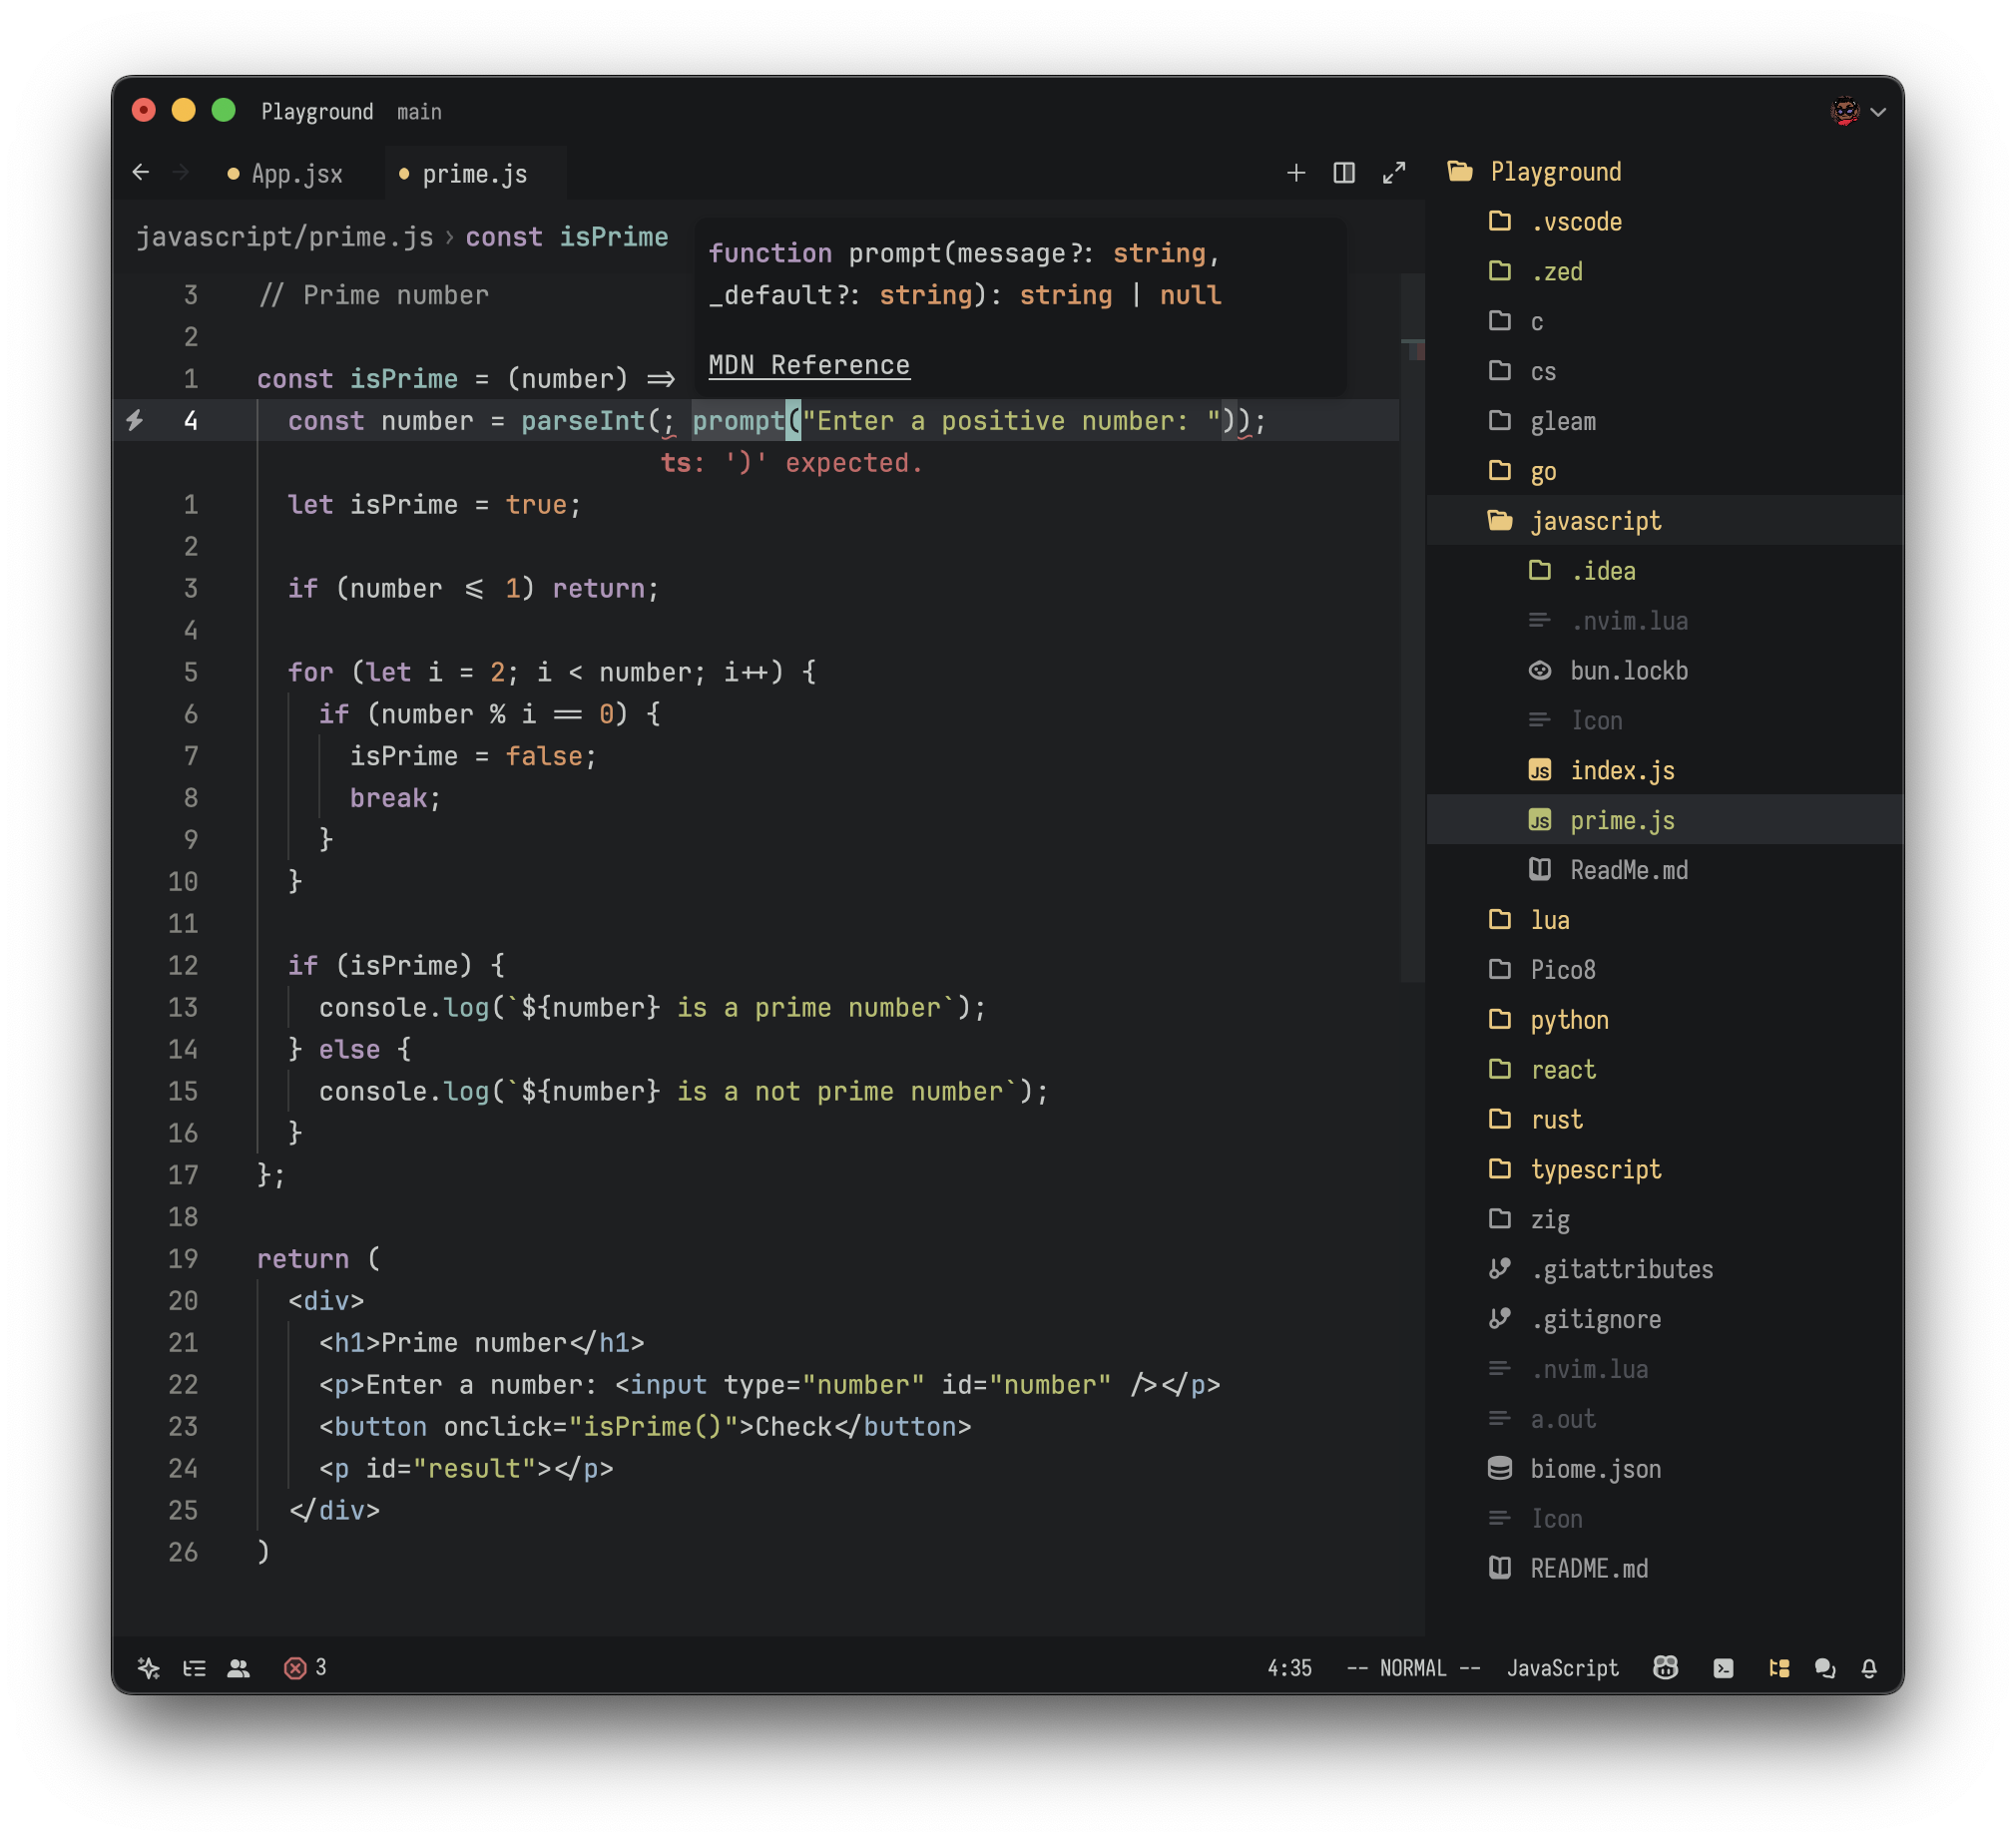 Playground main
App.jsx
prime.js
javascript/prime.js › const isPrime
function prompt(message?: string,
_default?: string): string | null
MDN Reference
3 // Prime number
2
1 const isPrime = (number) =>
4 const number = parseInt(; prompt("Enter a positive number: "));
ts: ')' expected.
1 let isPrime = true;
2
3 if (number <= 1) return;
4
5 for (let i = 2; i < number; i++) {
6 if (number % i == 0) {
7 isPrime = false;
8 break;
9 }
10 }
11
12 if (isPrime) {
13 console.log(`${number} is a prime number`);
14 } else {
15 console.log(`${number} is a not prime number`);
16 }
17 };
18
19 return (
20 <div>
21 <h1>Prime number</h1>
22 <p>Enter a number: <input type="number" id="number" /></p>
23 <button onclick="isPrime()">Check</button>
24 <p id="result"></p>
25 </div>
26 )
Playground
.vscode
.zed
c
cs
gleam
go
javascript
.idea
.nvim.lua
bun.lockb
Icon
JS index.js
JS prime.js
ReadMe.md
lua
Pico8
python
react
rust
typescript
zig
.gitattributes
.gitignore
.nvim.lua
a.out
biome.json
Icon
README.md
3
4:35 -- NORMAL -- JavaScript